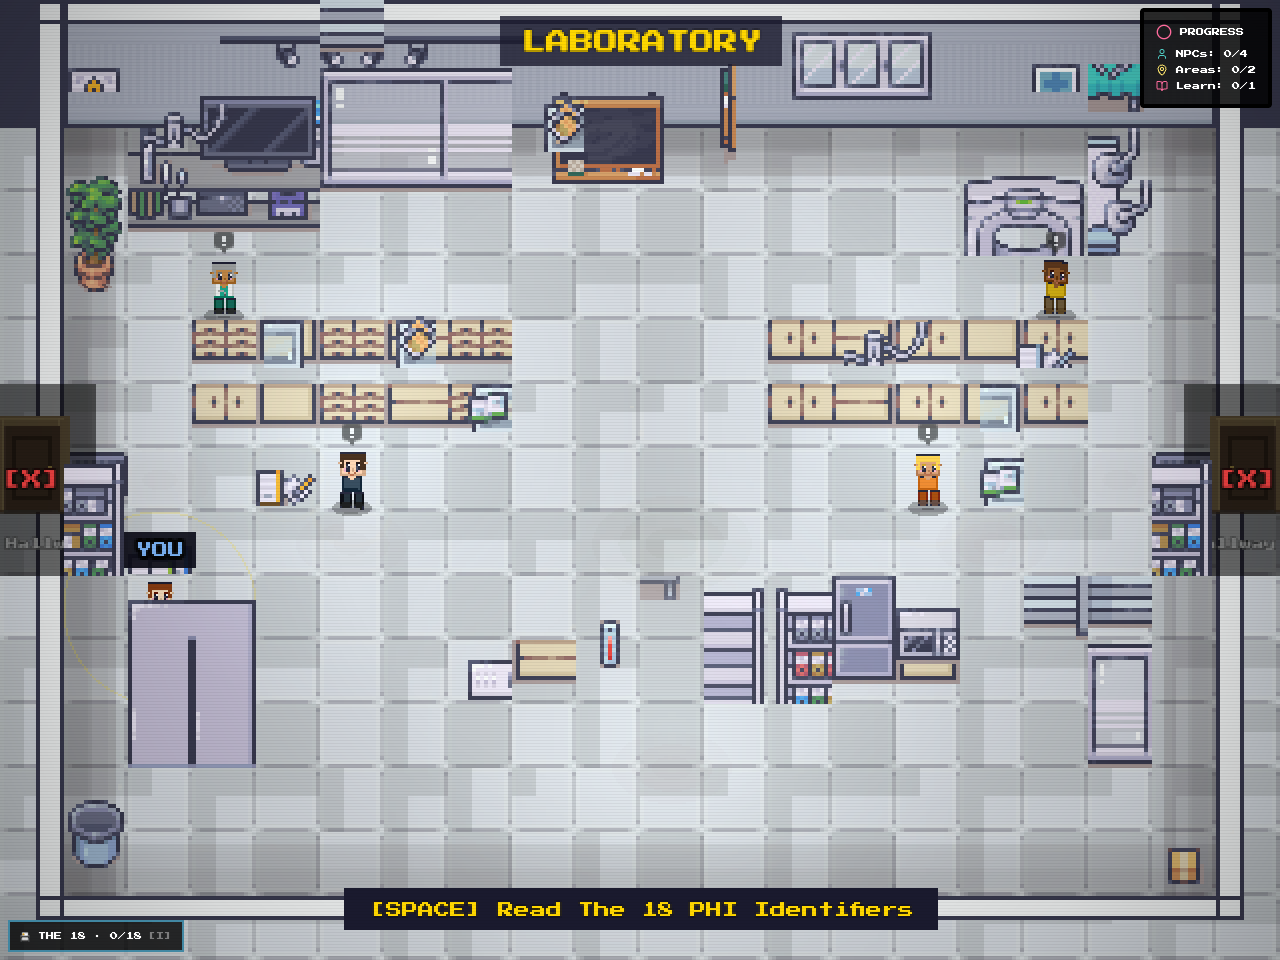 LABORATORY
PROGRESS
NPCs: 0/4
Areas: 0/2
Learn: 0/1
[X]
[X]
YOU
[SPACE] Read The 18 PHI Identifiers
THE 18 · 0/18 [I]